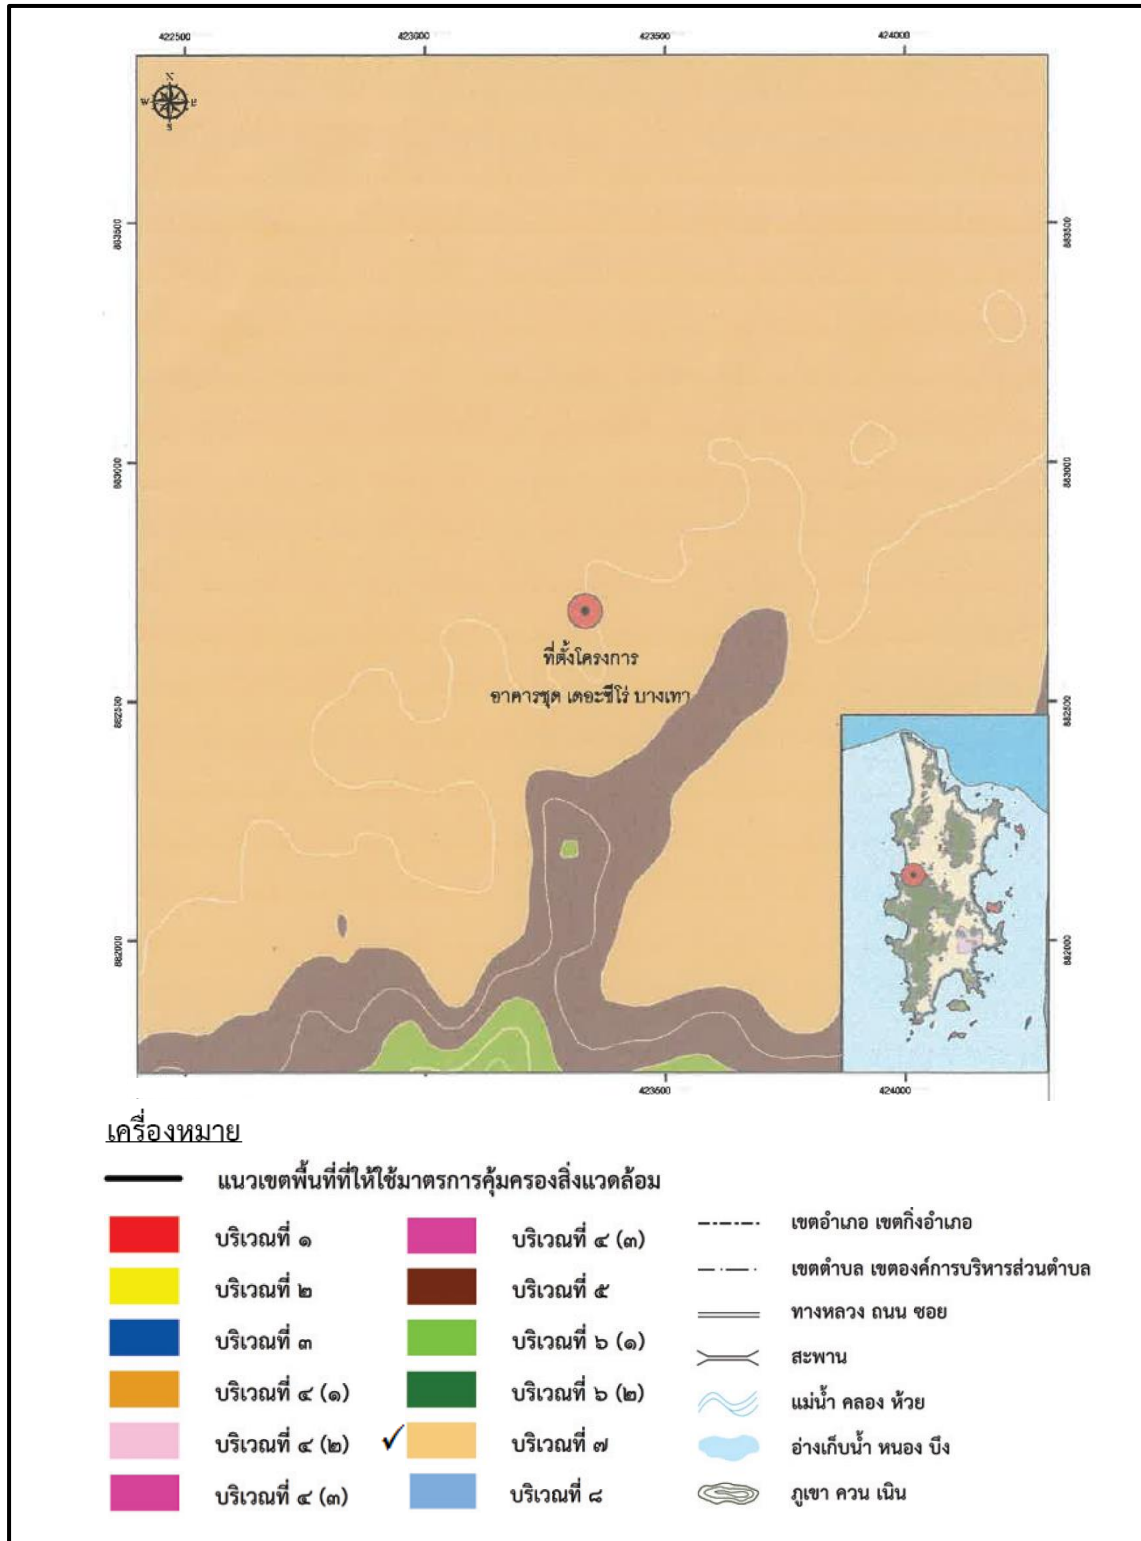 422500 423000 423500 424000
N
W E
S
883500 883500
883000 883000
ที่ตั้งโครงการ
อาคารชุด เดอะซีโร่ บางเทา
882500 882500
882000 882000
423500 424000
เครื่องหมาย
แนวเขตพื้นที่ที่ให้ใช้มาตรการคุ้มครองสิ่งแวดล้อม
บริเวณที่ ๑
บริเวณที่ ๒
บริเวณที่ ๓
บริเวณที่ ๔ (๑)
บริเวณที่ ๔ (๒)
บริเวณที่ ๔ (๓)
บริเวณที่ ๔ (๓)
บริเวณที่ ๕
บริเวณที่ ๖ (๑)
บริเวณที่ ๖ (๒)
✓ บริเวณที่ ๗
บริเวณที่ ๘
เขตอำเภอ เขตกิ่งอำเภอ
เขตตำบล เขตองค์การบริหารส่วนตำบล
ทางหลวง ถนน ซอย
สะพาน
แม่น้ำ คลอง ห้วย
อ่างเก็บน้ำ หนอง บึง
ภูเขา ควน เนิน